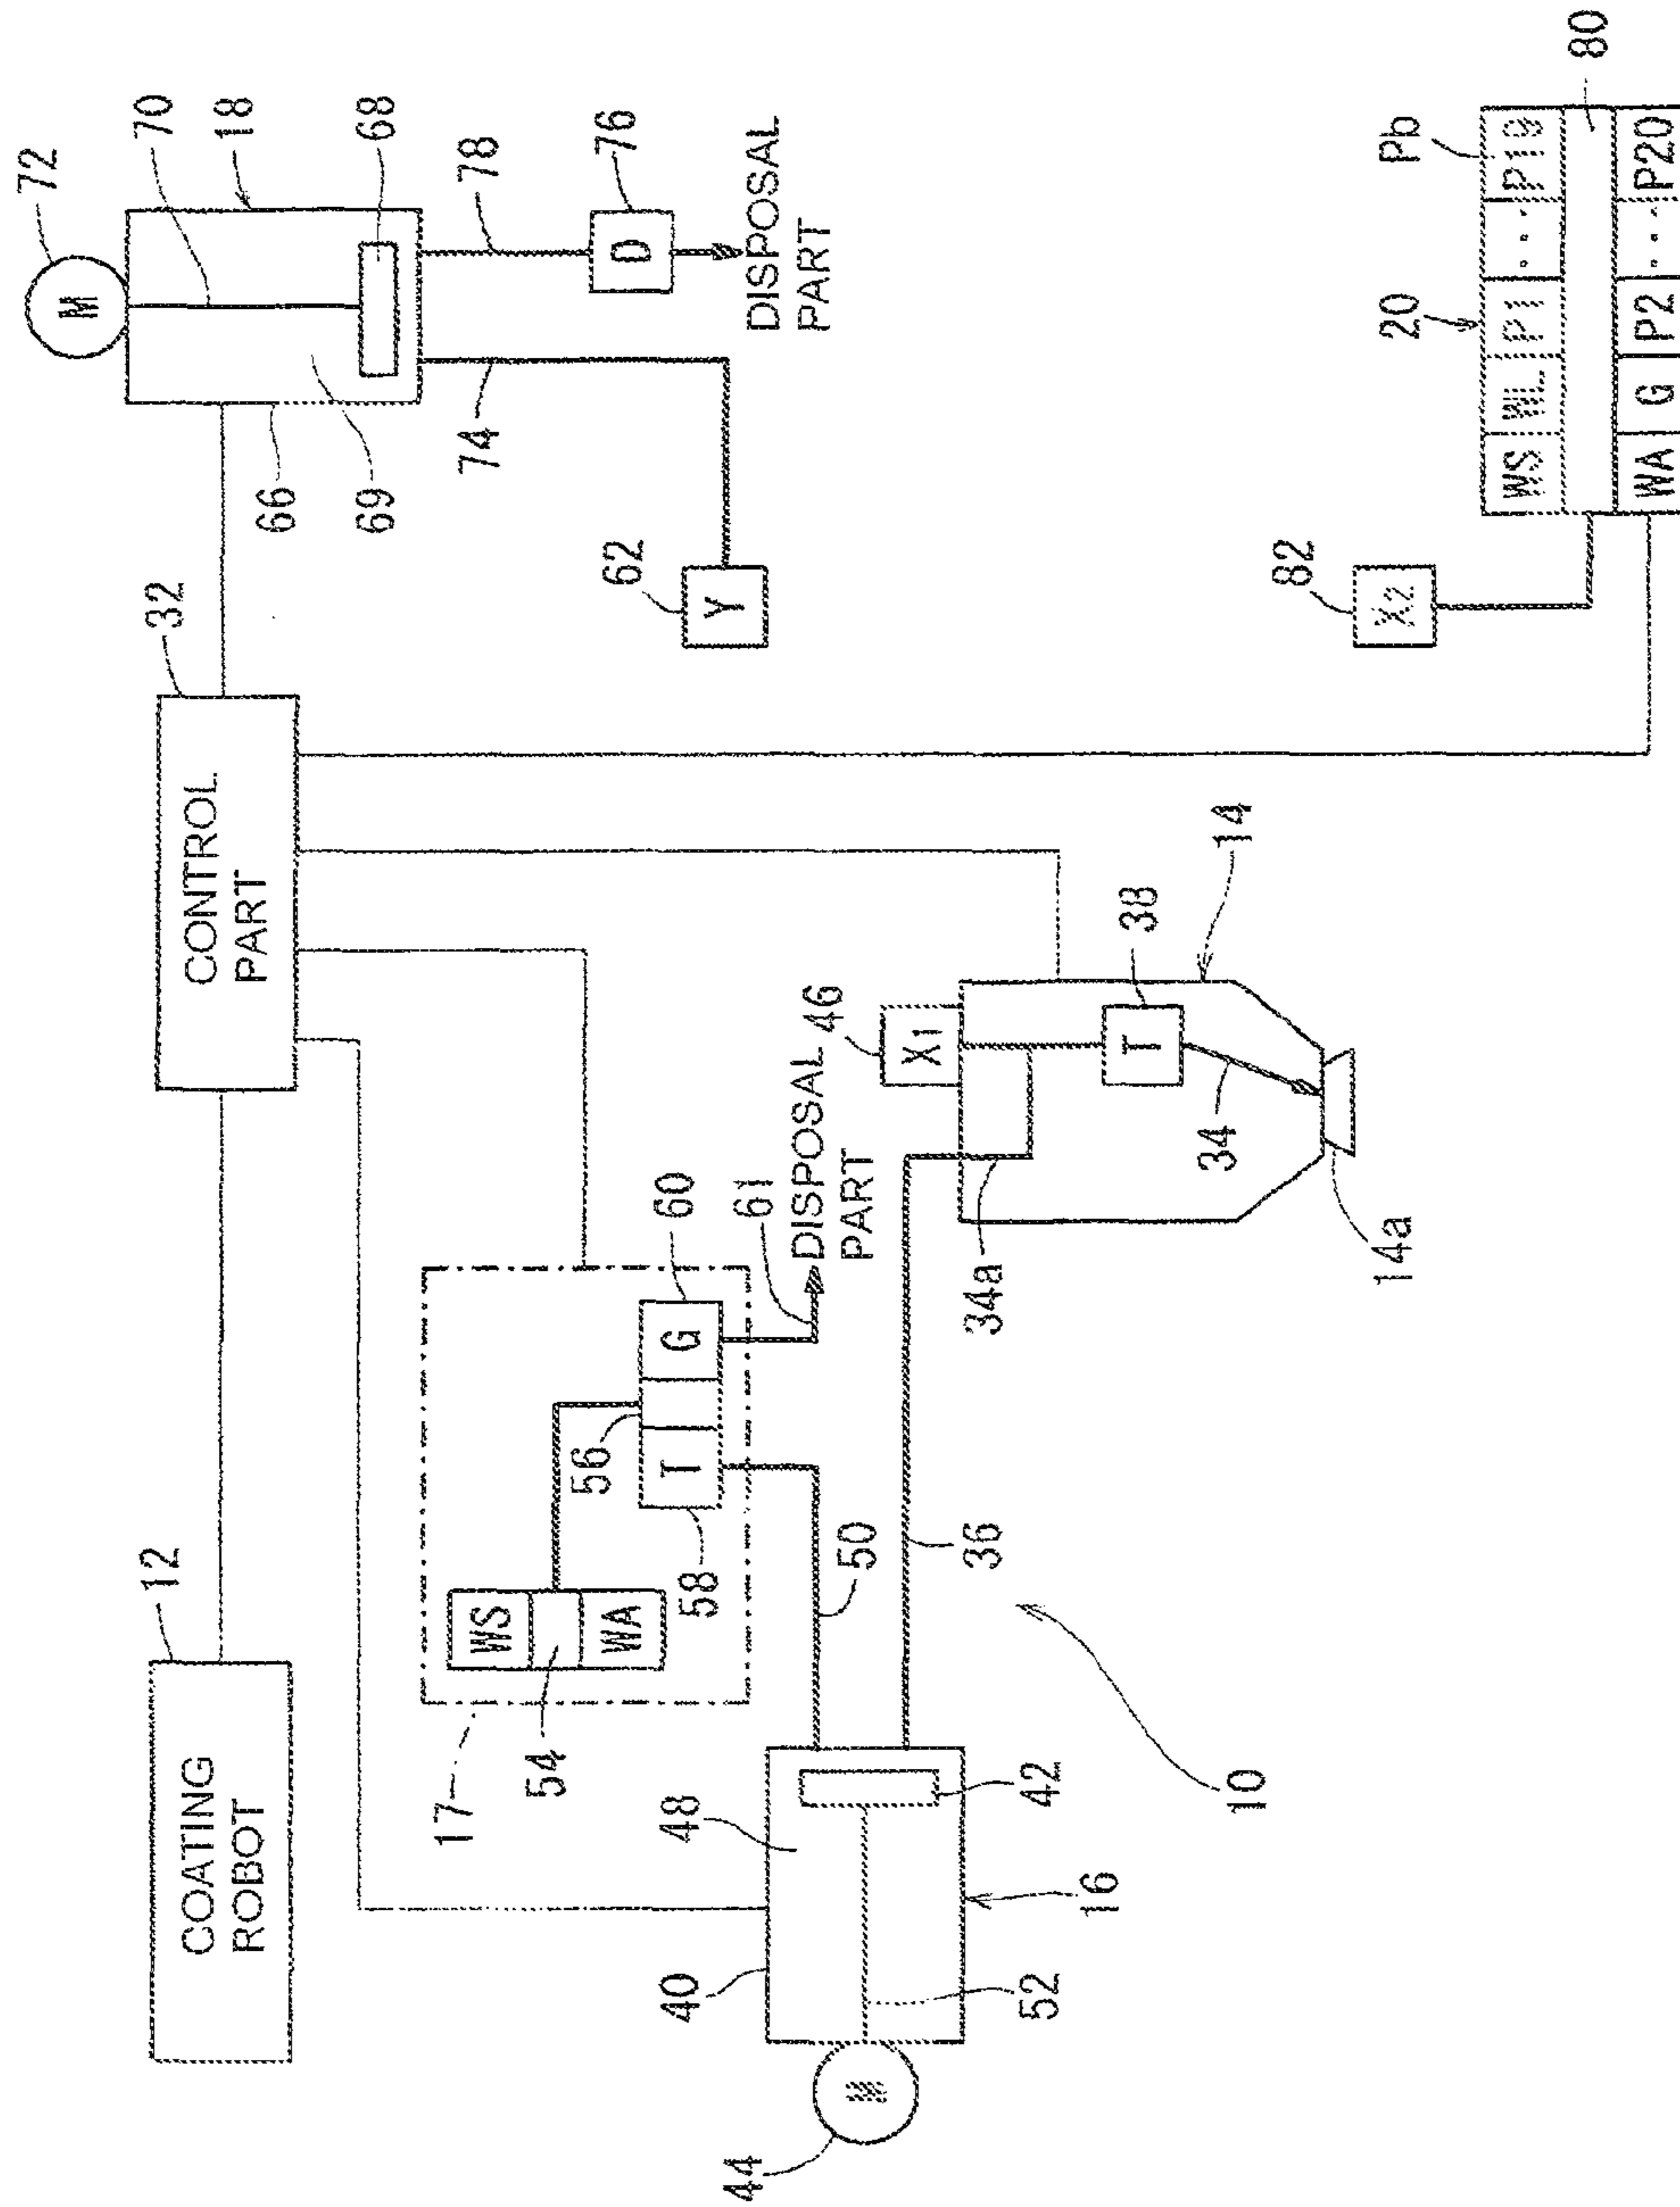 72
M
12
32
70
COATING
ROBOT
CONTROL
PART
18
66
69
68
17
WS
74
78
54
56
WA
62
76
D
58
T
G
60
Y
DISPOSAL
PART
48
40
61
DISPOSAL
PART
44
M
50
46
X1
36
34a
42
52
38
T
16
34
14
10
14a
82
X2
20
Pb
WS
WL
P1
...
P19
80
WA
G
P2
...
P20